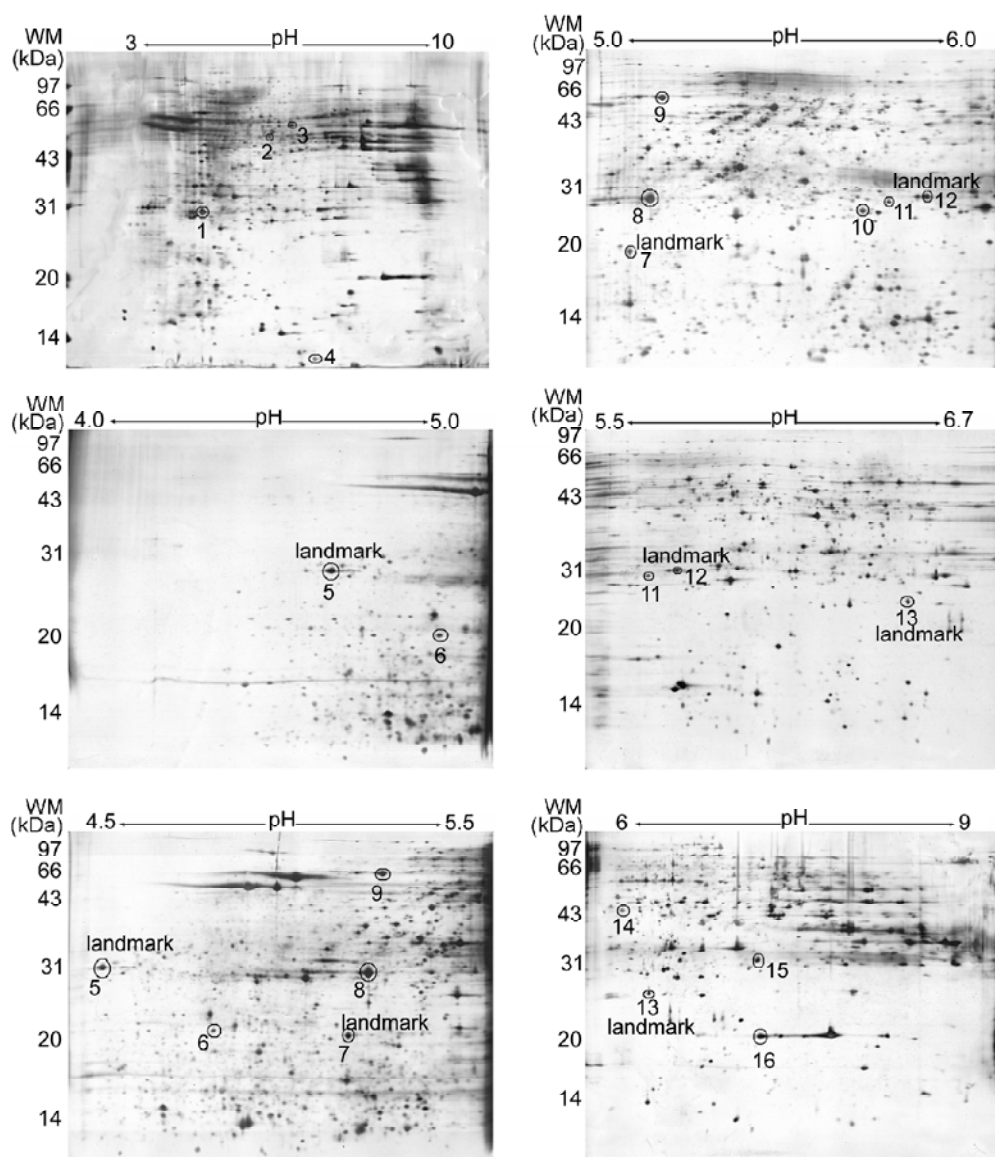 WM
(kDa)
3 pH 10
97
66
43
31
20
14
1
2
3
4
WM
(kDa)
5.0 pH 6.0
97
66
43
31
20
14
9
8
landmark
7
10
11
landmark
12
WM
(kDa)
4.0 pH 5.0
97
66
43
31
20
14
landmark
5
6
WM
(kDa)
5.5 pH 6.7
97
66
43
31
20
14
landmark
11
12
13
landmark
WM
(kDa)
4.5 pH 5.5
97
66
43
31
20
14
9
landmark
5
8
6
landmark
7
WM
(kDa)
6 pH 9
97
66
43
31
20
14
14
15
13
landmark
16